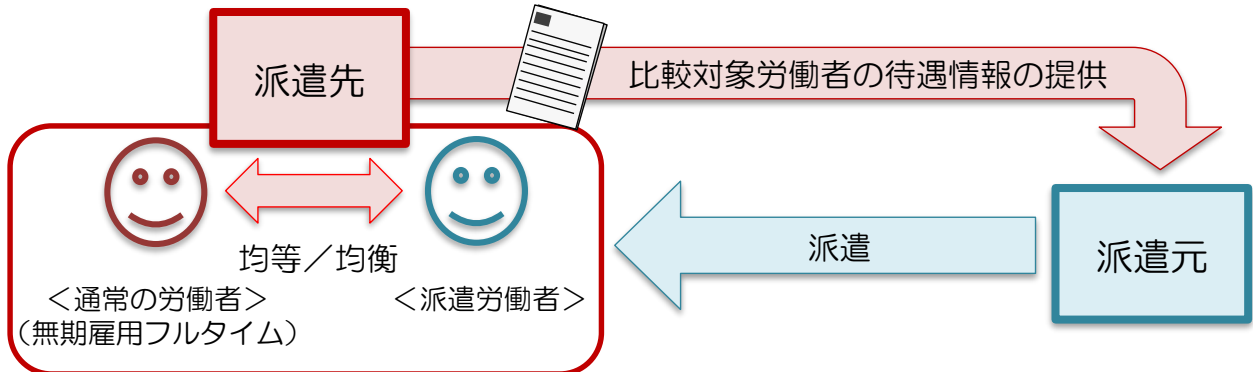 派遣先
比較対象労働者の待遇情報の提供
均等／均衡
＜通常の労働者＞
（無期雇用フルタイム）
＜派遣労働者＞
派遣
派遣元